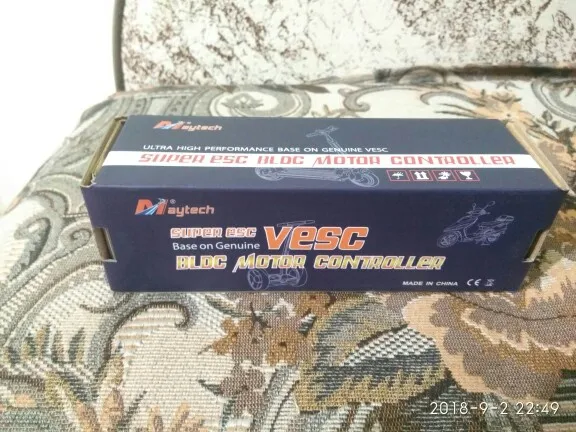 Maytech®
ULTRA HIGH PERFORMANCE BASE ON GENUINE VESC
SUPER ESC BLDC MOTOR CONTROLLER
Maytech®
SUPER ESC
Base on Genuine VESC
BLDC MOTOR CONTROLLER
MADE IN CHINA CE
2018-9-2 22:49